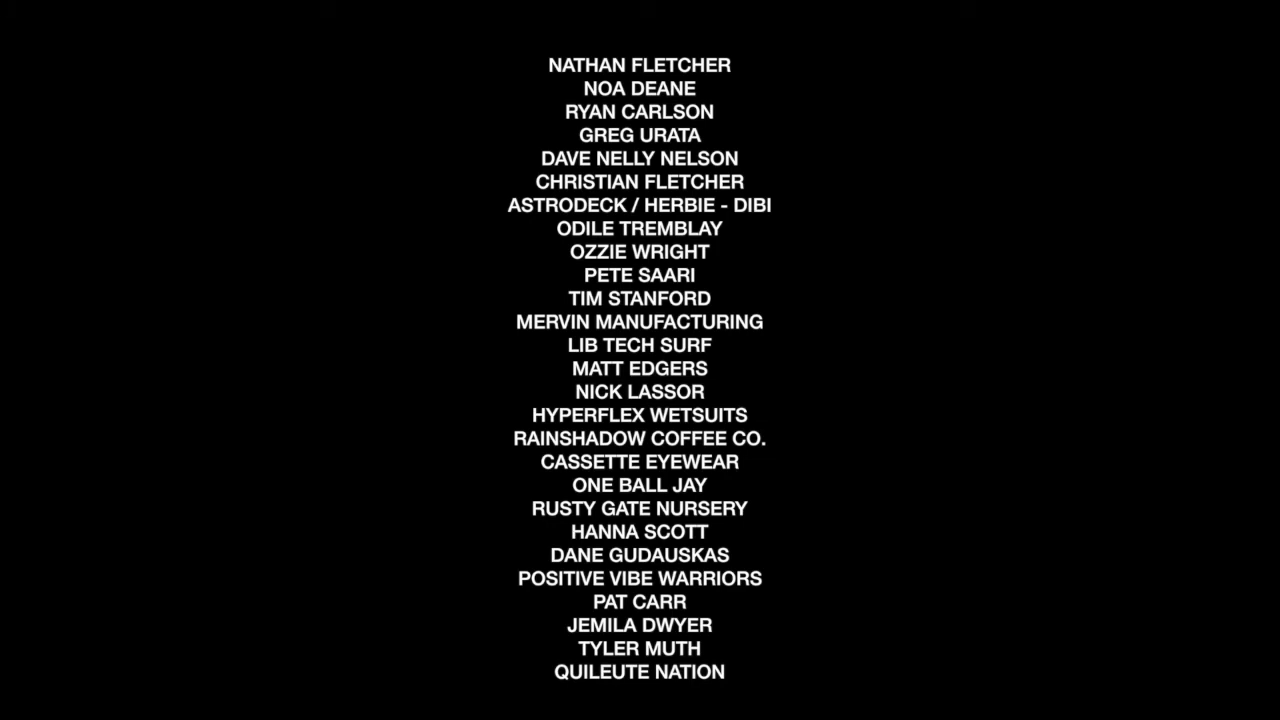 NATHAN FLETCHER
NOA DEANE
RYAN CARLSON
GREG URATA
DAVE NELLY NELSON
CHRISTIAN FLETCHER
ASTRODECK / HERBIE - DIBI
ODILE TREMBLAY
OZZIE WRIGHT
PETE SAARI
TIM STANFORD
MERVIN MANUFACTURING
LIB TECH SURF
MATT EDGERS
NICK LASSOR
HYPERFLEX WETSUITS
RAINSHADOW COFFEE CO.
CASSETTE EYEWEAR
ONE BALL JAY
RUSTY GATE NURSERY
HANNA SCOTT
DANE GUDAUSKAS
POSITIVE VIBE WARRIORS
PAT CARR
JEMILA DWYER
TYLER MUTH
QUILEUTE NATION